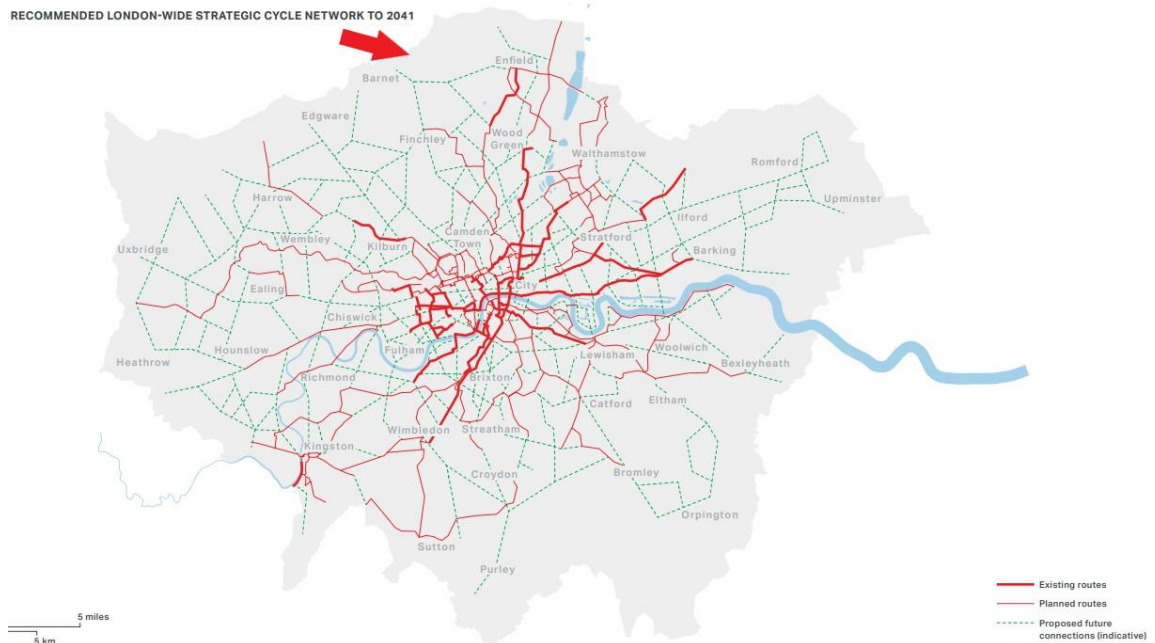 RECOMMENDED LONDON-WIDE STRATEGIC CYCLE NETWORK TO 2041
Enfield
Barnet
Edgware
Finchley
Wood
Green
Walthamstow
Romford
Harrow
Upminster
Ilford
Camden
Town
Stratford
Wembley
Kilburn
Uxbridge
Barking
Ealing
City
Chiswick
Hounslow
Fulham
Lewisham
Woolwich
Heathrow
Bexleyheath
Richmond
Brixton
Eltham
Catford
Wimbledon
Streatham
Kingston
Croydon
Bromley
Orpington
Sutton
Purley
5 miles
5 km
Existing routes
Planned routes
Proposed future
connections (indicative)